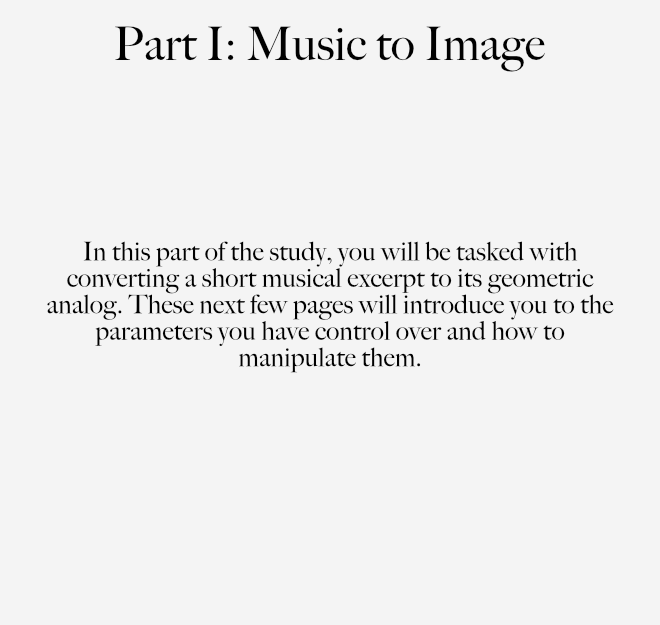 Part I: Music to Image
In this part of the study, you will be tasked with
converting a short musical excerpt to its geometric
analog. These next few pages will introduce you to the
parameters you have control over and how to
manipulate them.